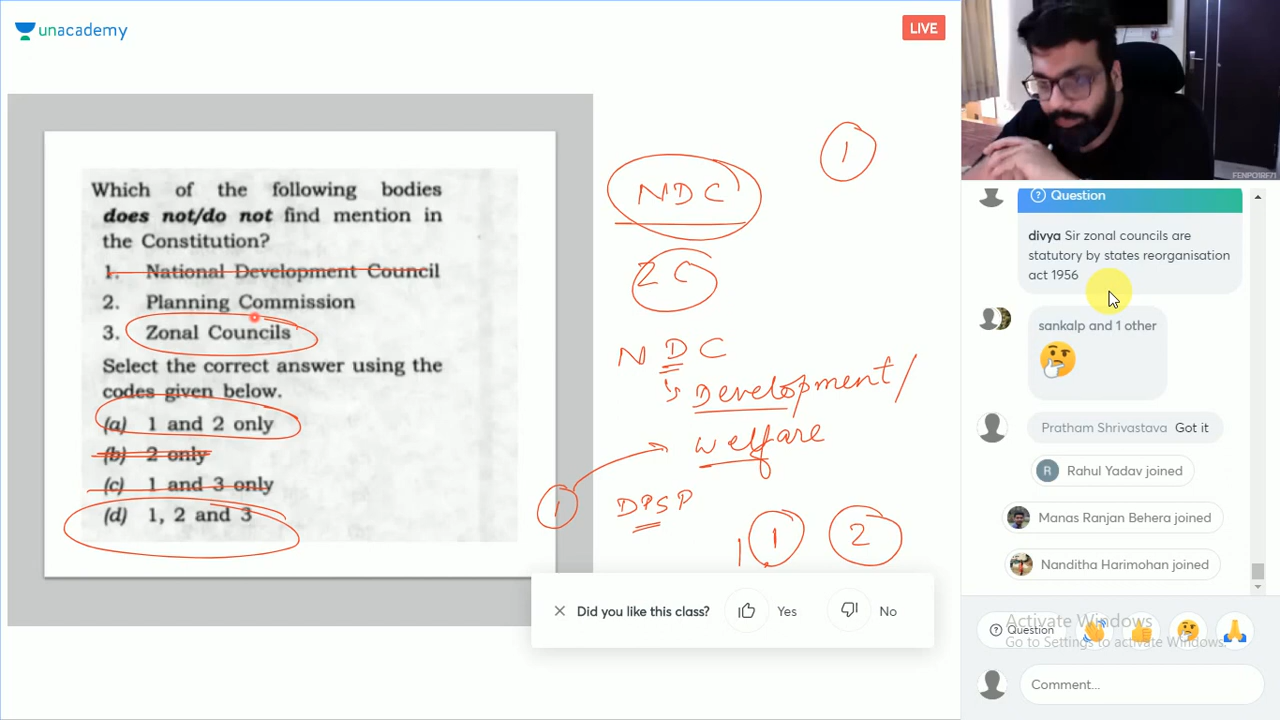 unacademy
LIVE
Which of the following bodies
does not/do not find mention in
the Constitution?
1. National Development Council
2. Planning Commission
3. Zonal Councils
Select the correct answer using the
codes given below.
(a) 1 and 2 only
(b) 2 only
(c) 1 and 3 only
(d) 1, 2 and 3
1
NDC
ZC
NDC
Development/
welfare
1
DPSP
1
2
Did you like this class?
Yes
No
FENPO1RF71
Question
divya Sir zonal councils are
statutory by states reorganisation
act 1956
sankalp and 1 other
Pratham Shrivastava Got it
R
Rahul Yadav joined
Manas Ranjan Behera joined
Nanditha Harimohan joined
Activate Windows
Go to Settings to activate Windows.
Question
Comment...